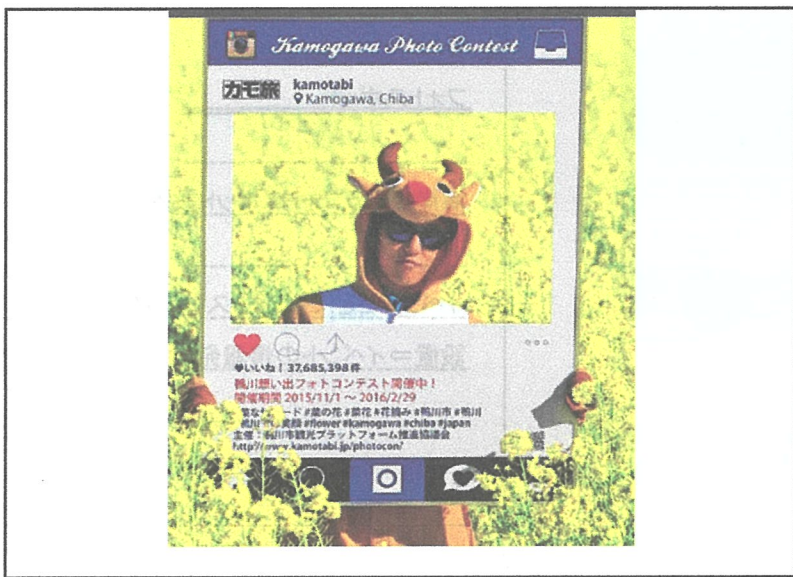 Kamogawa Photo Contest
カモ旅
kamotabi
Kamogawa, Chiba
♥いいね！37,685,398件
鴨川想い出フォトコンテスト開催中！
開催期間 2015/11/1 ～ 2016/2/29
#菜の花 #菜花 #花摘み #鴨川市 #鴨川
#flower #kamogawa #chiba #japan
主催：鴨川市観光プラットフォーム推進協議会
http://www.kamotabi.jp/photocon/